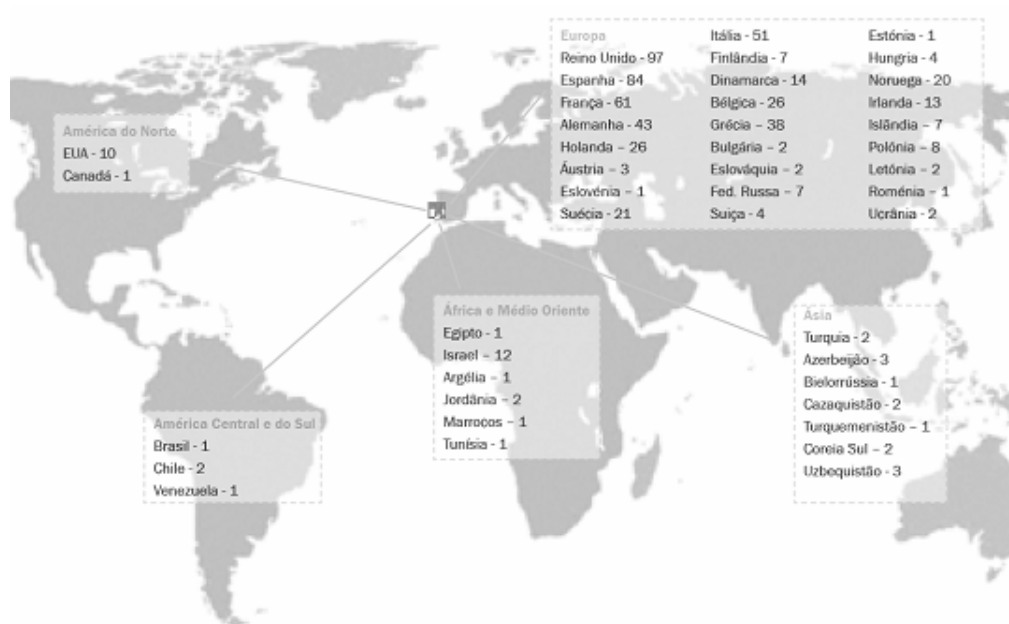 Europa
Reino Unido - 97
Espanha - 84
França - 61
Alemanha - 43
Holanda - 26
Áustria – 3
Eslovénia – 1
Suécia - 21
Itália - 51
Finlândia - 7
Dinamarca - 14
Bélgica - 26
Grécia - 38
Bulgária – 2
Eslováquia – 2
Fed. Russa – 7
Suiça - 4
Estónia - 1
Hungria - 4
Noruega - 20
Irlanda - 13
Islândia – 7
Polónia – 8
Letónia – 2
Roménia – 1
Ucrânia - 2
América do Norte
EUA - 10
Canadá - 1
África e Médio Oriente
Egipto - 1
Israel – 12
Argélia – 1
Jordânia – 2
Marrocos – 1
Tunísia - 1
Ásia
Turquia - 2
Azerbeijão - 3
Bielorrússia - 1
Cazaquistão - 2
Turquemenistão – 1
Coreia Sul – 2
Uzbequistão - 3
América Central e do Sul
Brasil - 1
Chile - 2
Venezuela - 1